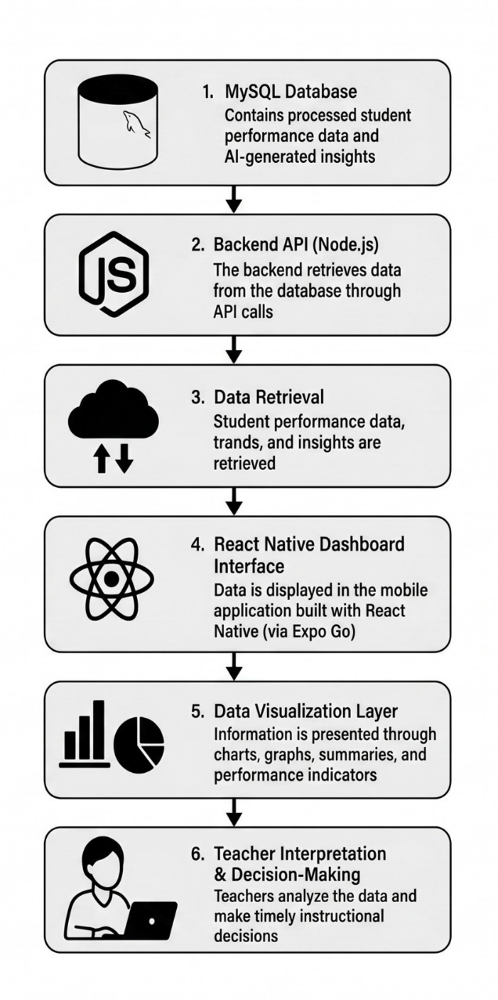 1. MySQL Database
Contains processed student
performance data and
AI-generated insights
JS
2. Backend API (Node.js)
The backend retrieves data
from the database through
API calls
3. Data Retrieval
Student performance data,
trands, and insights are
retrieved
4. React Native Dashboard
Interface
Data is displayed in the mobile
application built with React
Native (via Expo Go)
5. Data Visualization Layer
Information is presented through
charts, graphs, summaries, and
performance indicators
6. Teacher Interpretation
& Decision-Making
Teachers analyze the data and
make timely instructional
decisions